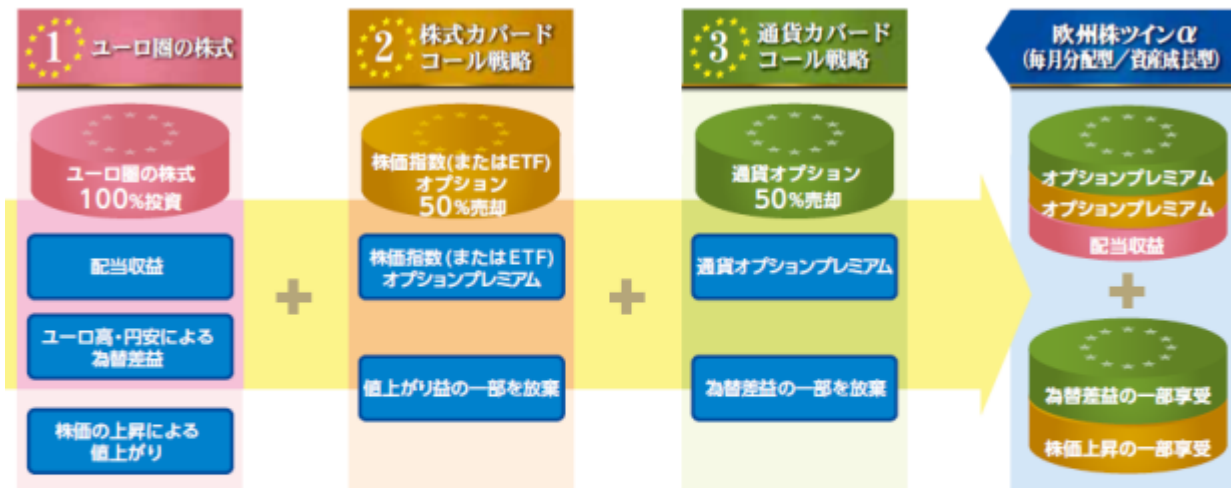 1 ユーロ圏の株式
ユーロ圏の株式
100%投資
配当収益
ユーロ高・円安による
為替差益
株価の上昇による
値上がり
+
2 株式カバード
コール戦略
株価指数(またはETF)
オプション
50%売却
株価指数(またはETF)
オプションプレミアム
値上がり益の一部を放棄
+
3 通貨カバード
コール戦略
通貨オプション
50%売却
通貨オプションプレミアム
為替差益の一部を放棄
欧州株ツインα
(毎月分配型/資産成長型)
オプションプレミアム
オプションプレミアム
配当収益
+
為替差益の一部享受
株価上昇の一部享受